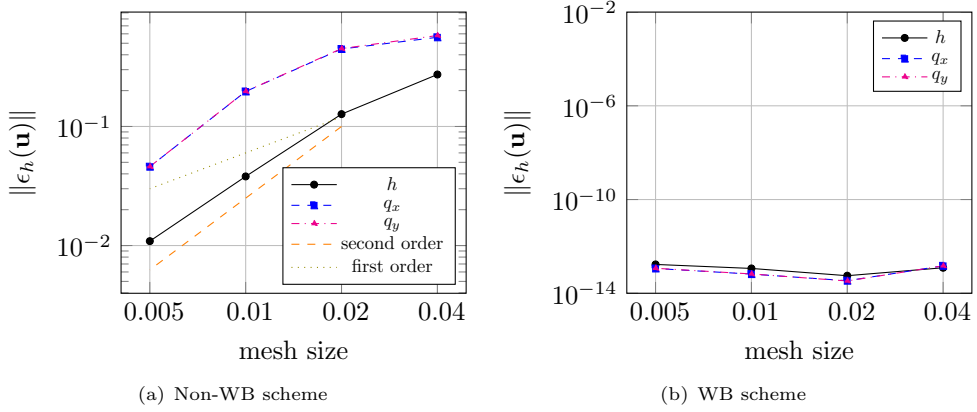 ||ϵ_h(𝐮)||
10^{-1}
10^{-2}
h
q_x
q_y
second order
first order
0.005 0.01 0.02 0.04
mesh size
(a) Non-WB scheme
||ϵ_h(𝐮)||
10^{-2}
10^{-6}
10^{-10}
10^{-14}
h
q_x
q_y
0.005 0.01 0.02 0.04
mesh size
(b) WB scheme